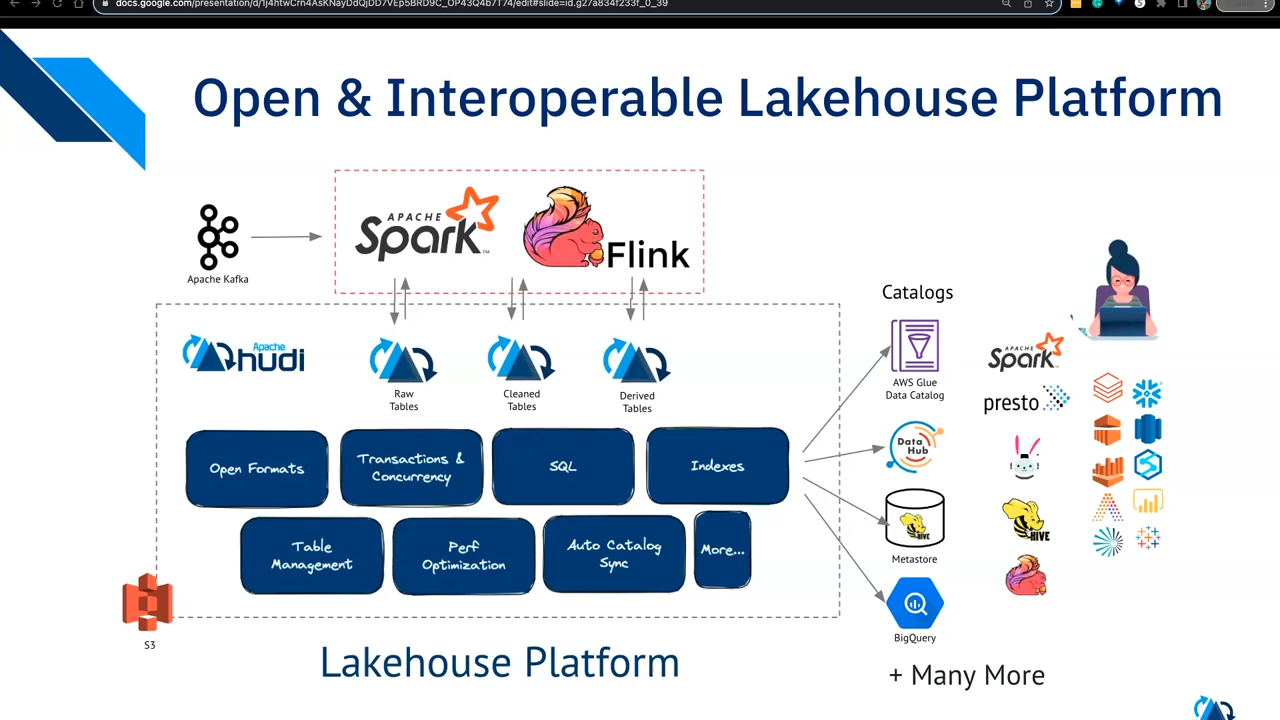 docs.google.com/presentation/d/1j4htwCrn4AsKNayDdQjDD7VEp5BRD9C_OP43Q4b7T74/edit#slide=id.g27a834f233f_0_39
Open & Interoperable Lakehouse Platform
Apache Kafka
APACHE
Spark
Flink
Apache
hudi
Raw
Tables
Cleaned
Tables
Derived
Tables
Open Formats
Transactions &
Concurrency
SQL
Indexes
Table
Management
Perf
Optimization
Auto Catalog
Sync
More...
S3
Lakehouse Platform
Catalogs
AWS Glue
Data Catalog
Data
Hub
HIVE
Metastore
BigQuery
+ Many More
APACHE
Spark
presto
HIVE